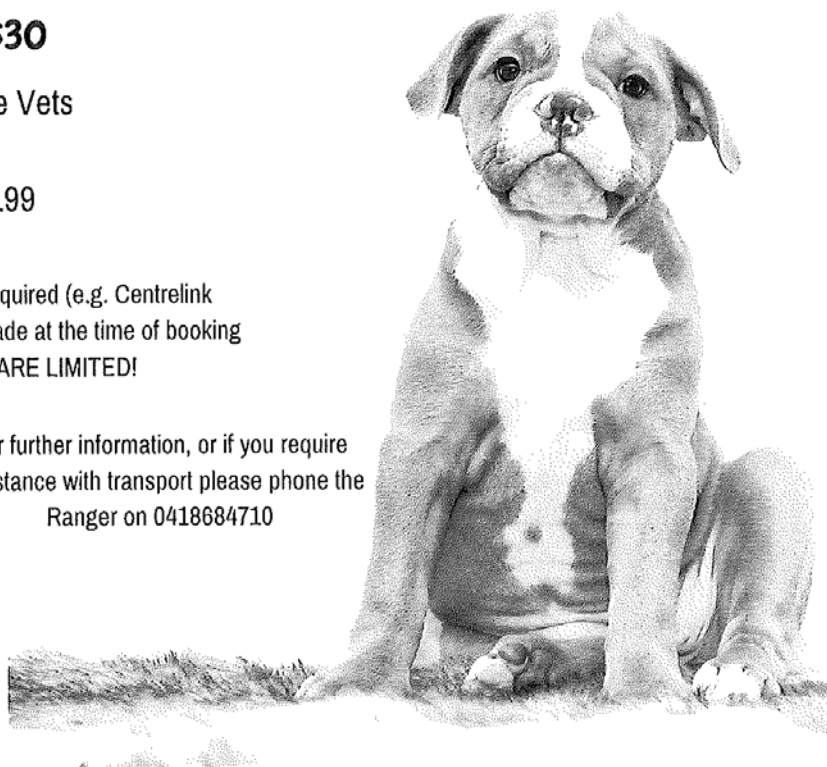 $30
e Vets
.99
quired (e.g. Centrelink
ade at the time of booking
ARE LIMITED!
r further information, or if you require
stance with transport please phone the
Ranger on 0418684710